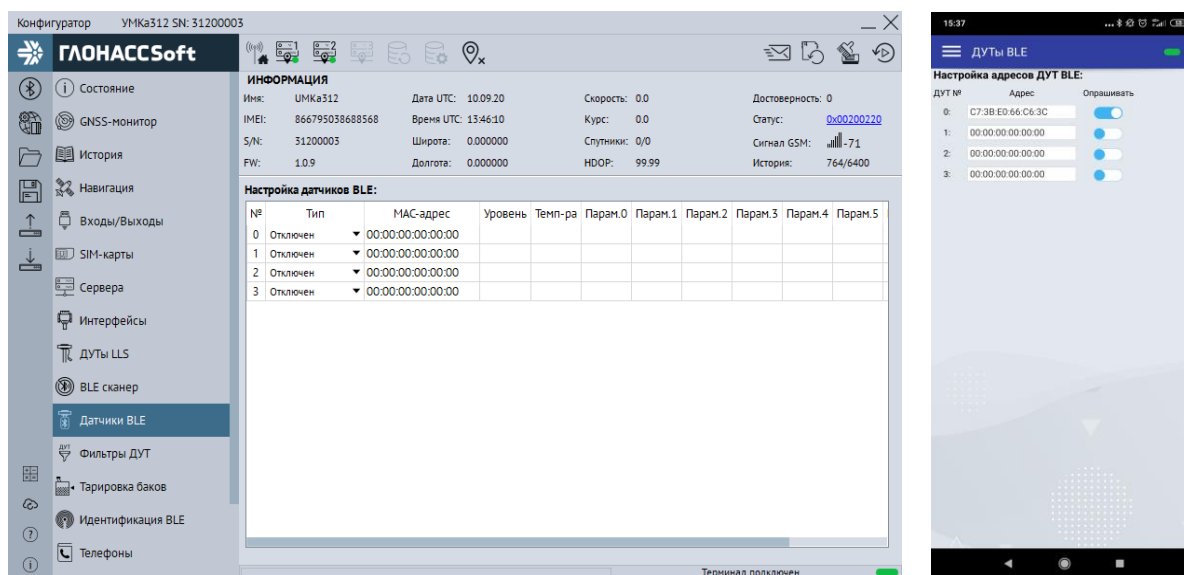 Конфигуратор УМКа312 SN: 31200003
ГЛОНАССSoft
Состояние
GNSS-монитор
История
Навигация
Входы/Выходы
SIM-карты
Сервера
Интерфейсы
ДУТы LLS
BLE сканер
Датчики BLE
Фильтры ДУТ
Тарировка баков
Идентификация BLE
Телефоны
ИНФОРМАЦИЯ
Имя: УМКа312 Дата UTC: 10.09.20 Скорость: 0.0 Достоверность: 0
IMEI: 866795038688568 Время UTC: 13:46:10 Курс: 0.0 Статус: 0x00200220
S/N: 31200003 Широта: 0.000000 Спутники: 0/0 Сигнал GSM: -71
FW: 1.0.9 Долгота: 0.000000 HDOP: 99.99 История: 764/6400
Настройка датчиков BLE:
№ Тип MAC-адрес Уровень Темп-ра Парам.0 Парам.1 Парам.2 Парам.3 Парам.4 Парам.5
0 Отключен 00:00:00:00:00:00
1 Отключен 00:00:00:00:00:00
2 Отключен 00:00:00:00:00:00
3 Отключен 00:00:00:00:00:00
Терминал подключен
15:37
ДУТы BLE
Настройка адресов ДУТ BLE:
ДУТ № Адрес Опрашивать
0: C7:3B:E0:66:C6:3C
1: 00:00:00:00:00:00
2: 00:00:00:00:00:00
3: 00:00:00:00:00:00